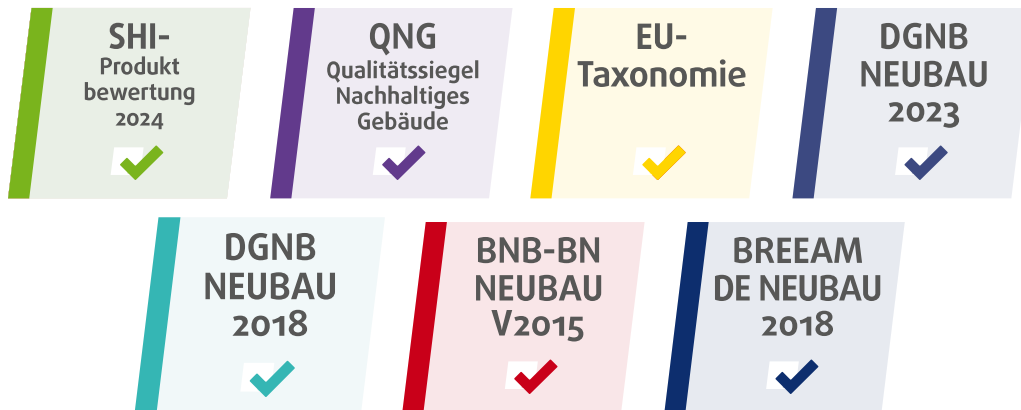 SHI-
Produkt
bewertung
2024
QNG
Qualitätssiegel
Nachhaltiges
Gebäude
EU-
Taxonomie
DGNB
NEUBAU
2023
DGNB
NEUBAU
2018
BNB-BN
NEUBAU
V2015
BREEAM
DE NEUBAU
2018